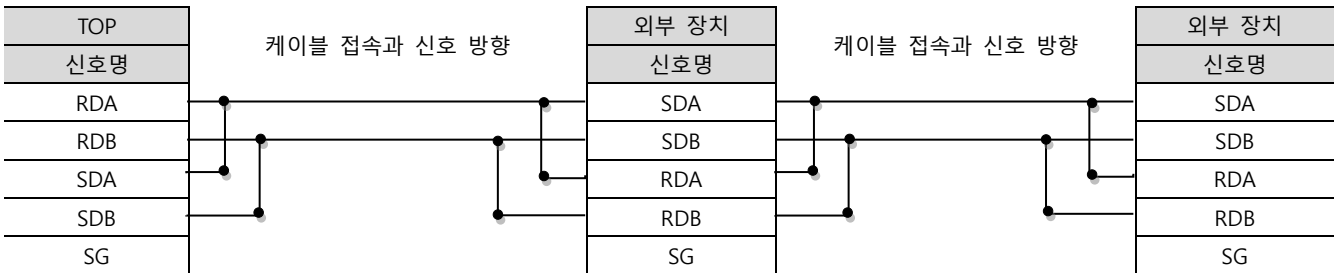 TOP 케이블 접속과 신호 방향 외부 장치 케이블 접속과 신호 방향 외부 장치
신호명 신호명 신호명
RDA SDA SDA
RDB SDB SDB
SDA RDA RDA
SDB RDB RDB
SG SG SG